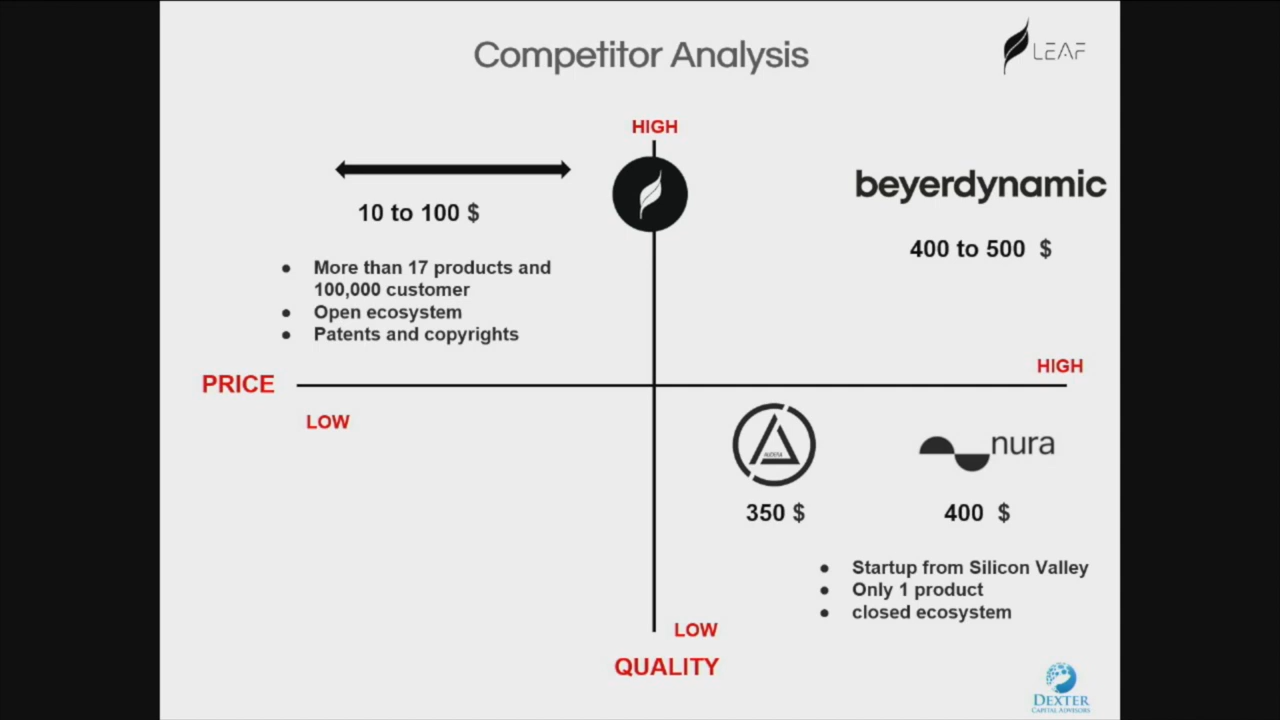 Competitor Analysis
LEAF
HIGH
10 to 100 $
beyerdynamic
400 to 500 $
● More than 17 products and
100,000 customer
● Open ecosystem
● Patents and copyrights
PRICE
HIGH
LOW
nura
350 $
400 $
● Startup from Silicon Valley
● Only 1 product
● closed ecosystem
LOW
QUALITY
DEXTER
CAPITAL ADVISORS